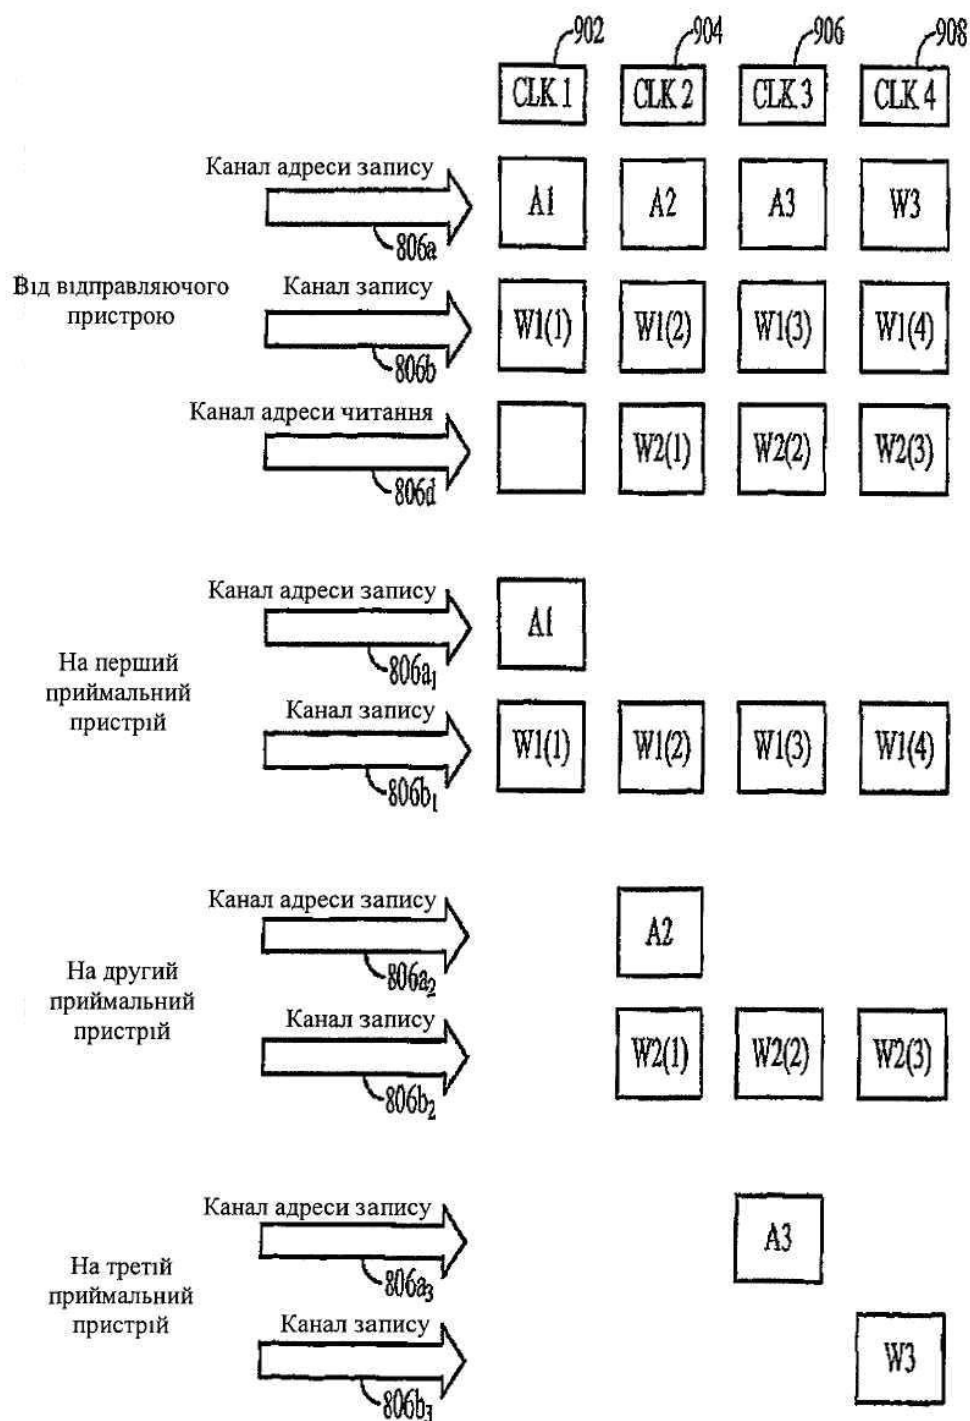 902 904 906 908
CLK 1 CLK 2 CLK 3 CLK 4
Канал адреси запису
A1 A2 A3 W3
806a
Від відправляючого
пристрою
Канал запису
W1(1) W1(2) W1(3) W1(4)
806b
Канал адреси читання
W2(1) W2(2) W2(3)
806d
Канал адреси запису
A1
806a₁
На перший
приймальний
пристрій
Канал запису
W1(1) W1(2) W1(3) W1(4)
806b₁
Канал адреси запису
A2
806a₂
На другий
приймальний
пристрій
Канал запису
W2(1) W2(2) W2(3)
806b₂
Канал адреси запису
A3
806a₃
На третій
приймальний
пристрій
Канал запису
W3
806b₃